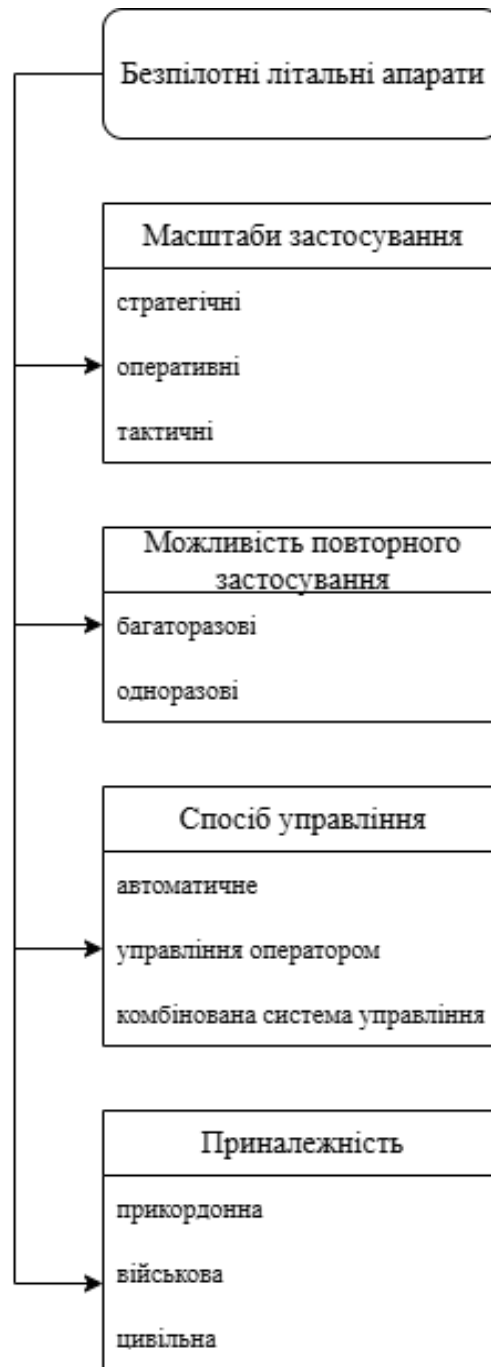 Безпілотні літальні апарати
Масштаби застосування
стратегічні
оперативні
тактичні
Можливість повторного
застосування
багаторазові
одноразові
Спосіб управління
автоматичне
управління оператором
комбінована система управління
Приналежність
прикордонна
військова
цивільна